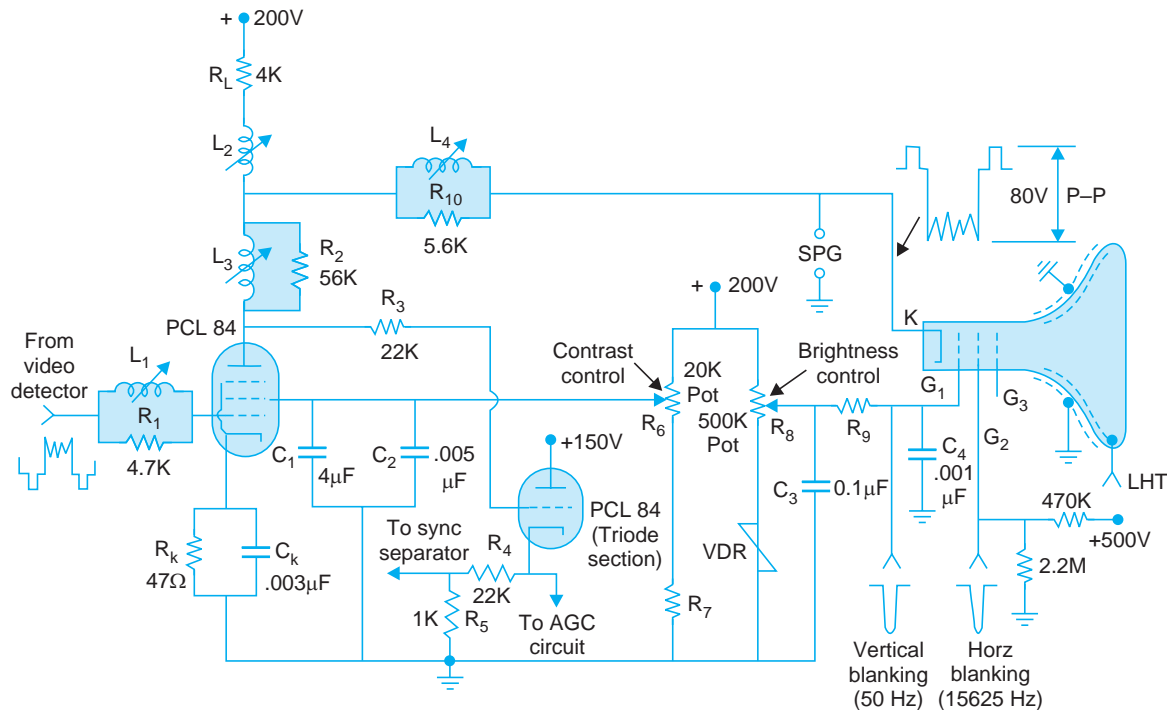 + 200V
R_L 4K
L_2
L_4
R_10
5.6K
80V P–P
L_3
R_2
56K
SPG
+ 200V
R_3
22K
PCL 84
K
From
video
detector
L_1
R_1
4.7K
Contrast
control
20K
Pot
R_6
Brightness
control
500K
Pot
R_8
R_9
G_1
G_3
G_2
C_1
4μF
C_2
.005
μF
+150V
PCL 84
(Triode
section)
C_3
0.1μF
C_4
.001
μF
LHT
470K
+500V
2.2M
R_k
47Ω
C_k
.003μF
To sync
separator
R_4
22K
1K
R_5
To AGC
circuit
VDR
R_7
Vertical
blanking
(50 Hz)
Horz
blanking
(15625 Hz)